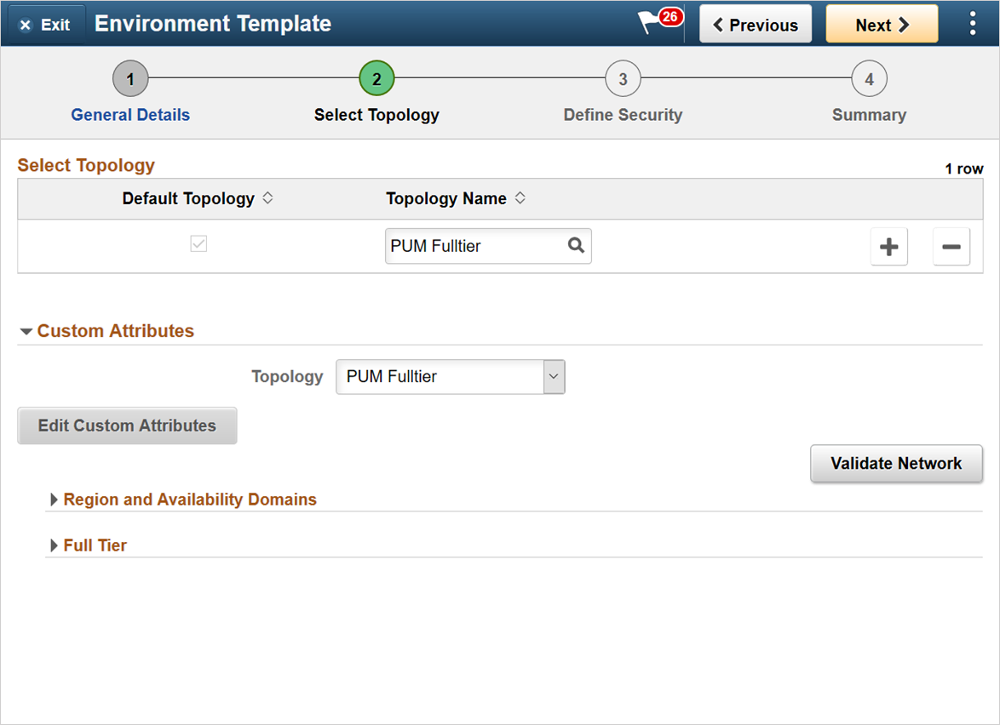 Exit Environment Template 26 Previous Next
1 2 3 4
General Details Select Topology Define Security Summary
Select Topology 1 row
Default Topology Topology Name
PUM Fulltier
Custom Attributes
Topology PUM Fulltier
Edit Custom Attributes
Validate Network
Region and Availability Domains
Full Tier